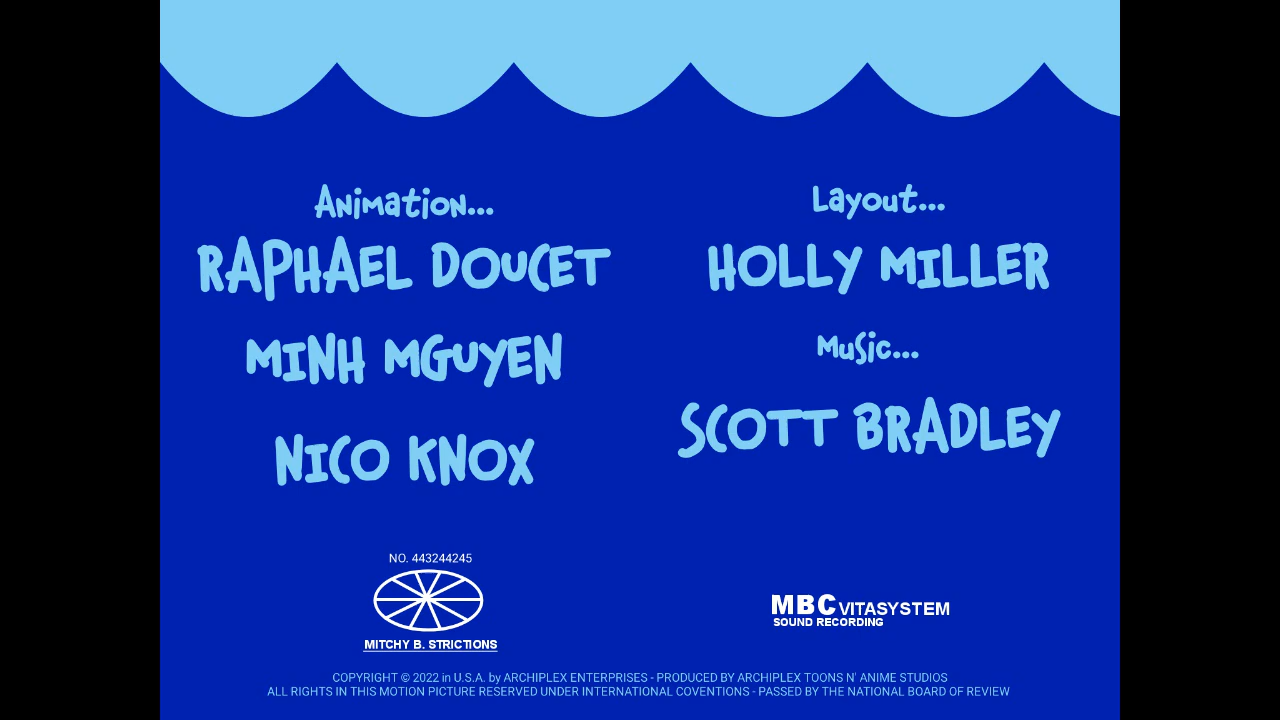 Animation...
RAPHAEL DOUCET
MINH MGUYEN
NICO KNOX
Layout...
HOLLY MILLER
Music...
SCOTT BRADLEY
NO. 443244245
MITCHY B. STRICTIONS
MBC VITASYSTEM
SOUND RECORDING
COPYRIGHT © 2022 in U.S.A. by ARCHIPLEX ENTERPRISES - PRODUCED BY ARCHIPLEX TOONS N' ANIME STUDIOS
ALL RIGHTS IN THIS MOTION PICTURE RESERVED UNDER INTERNATIONAL COVENTIONS - PASSED BY THE NATIONAL BOARD OF REVIEW